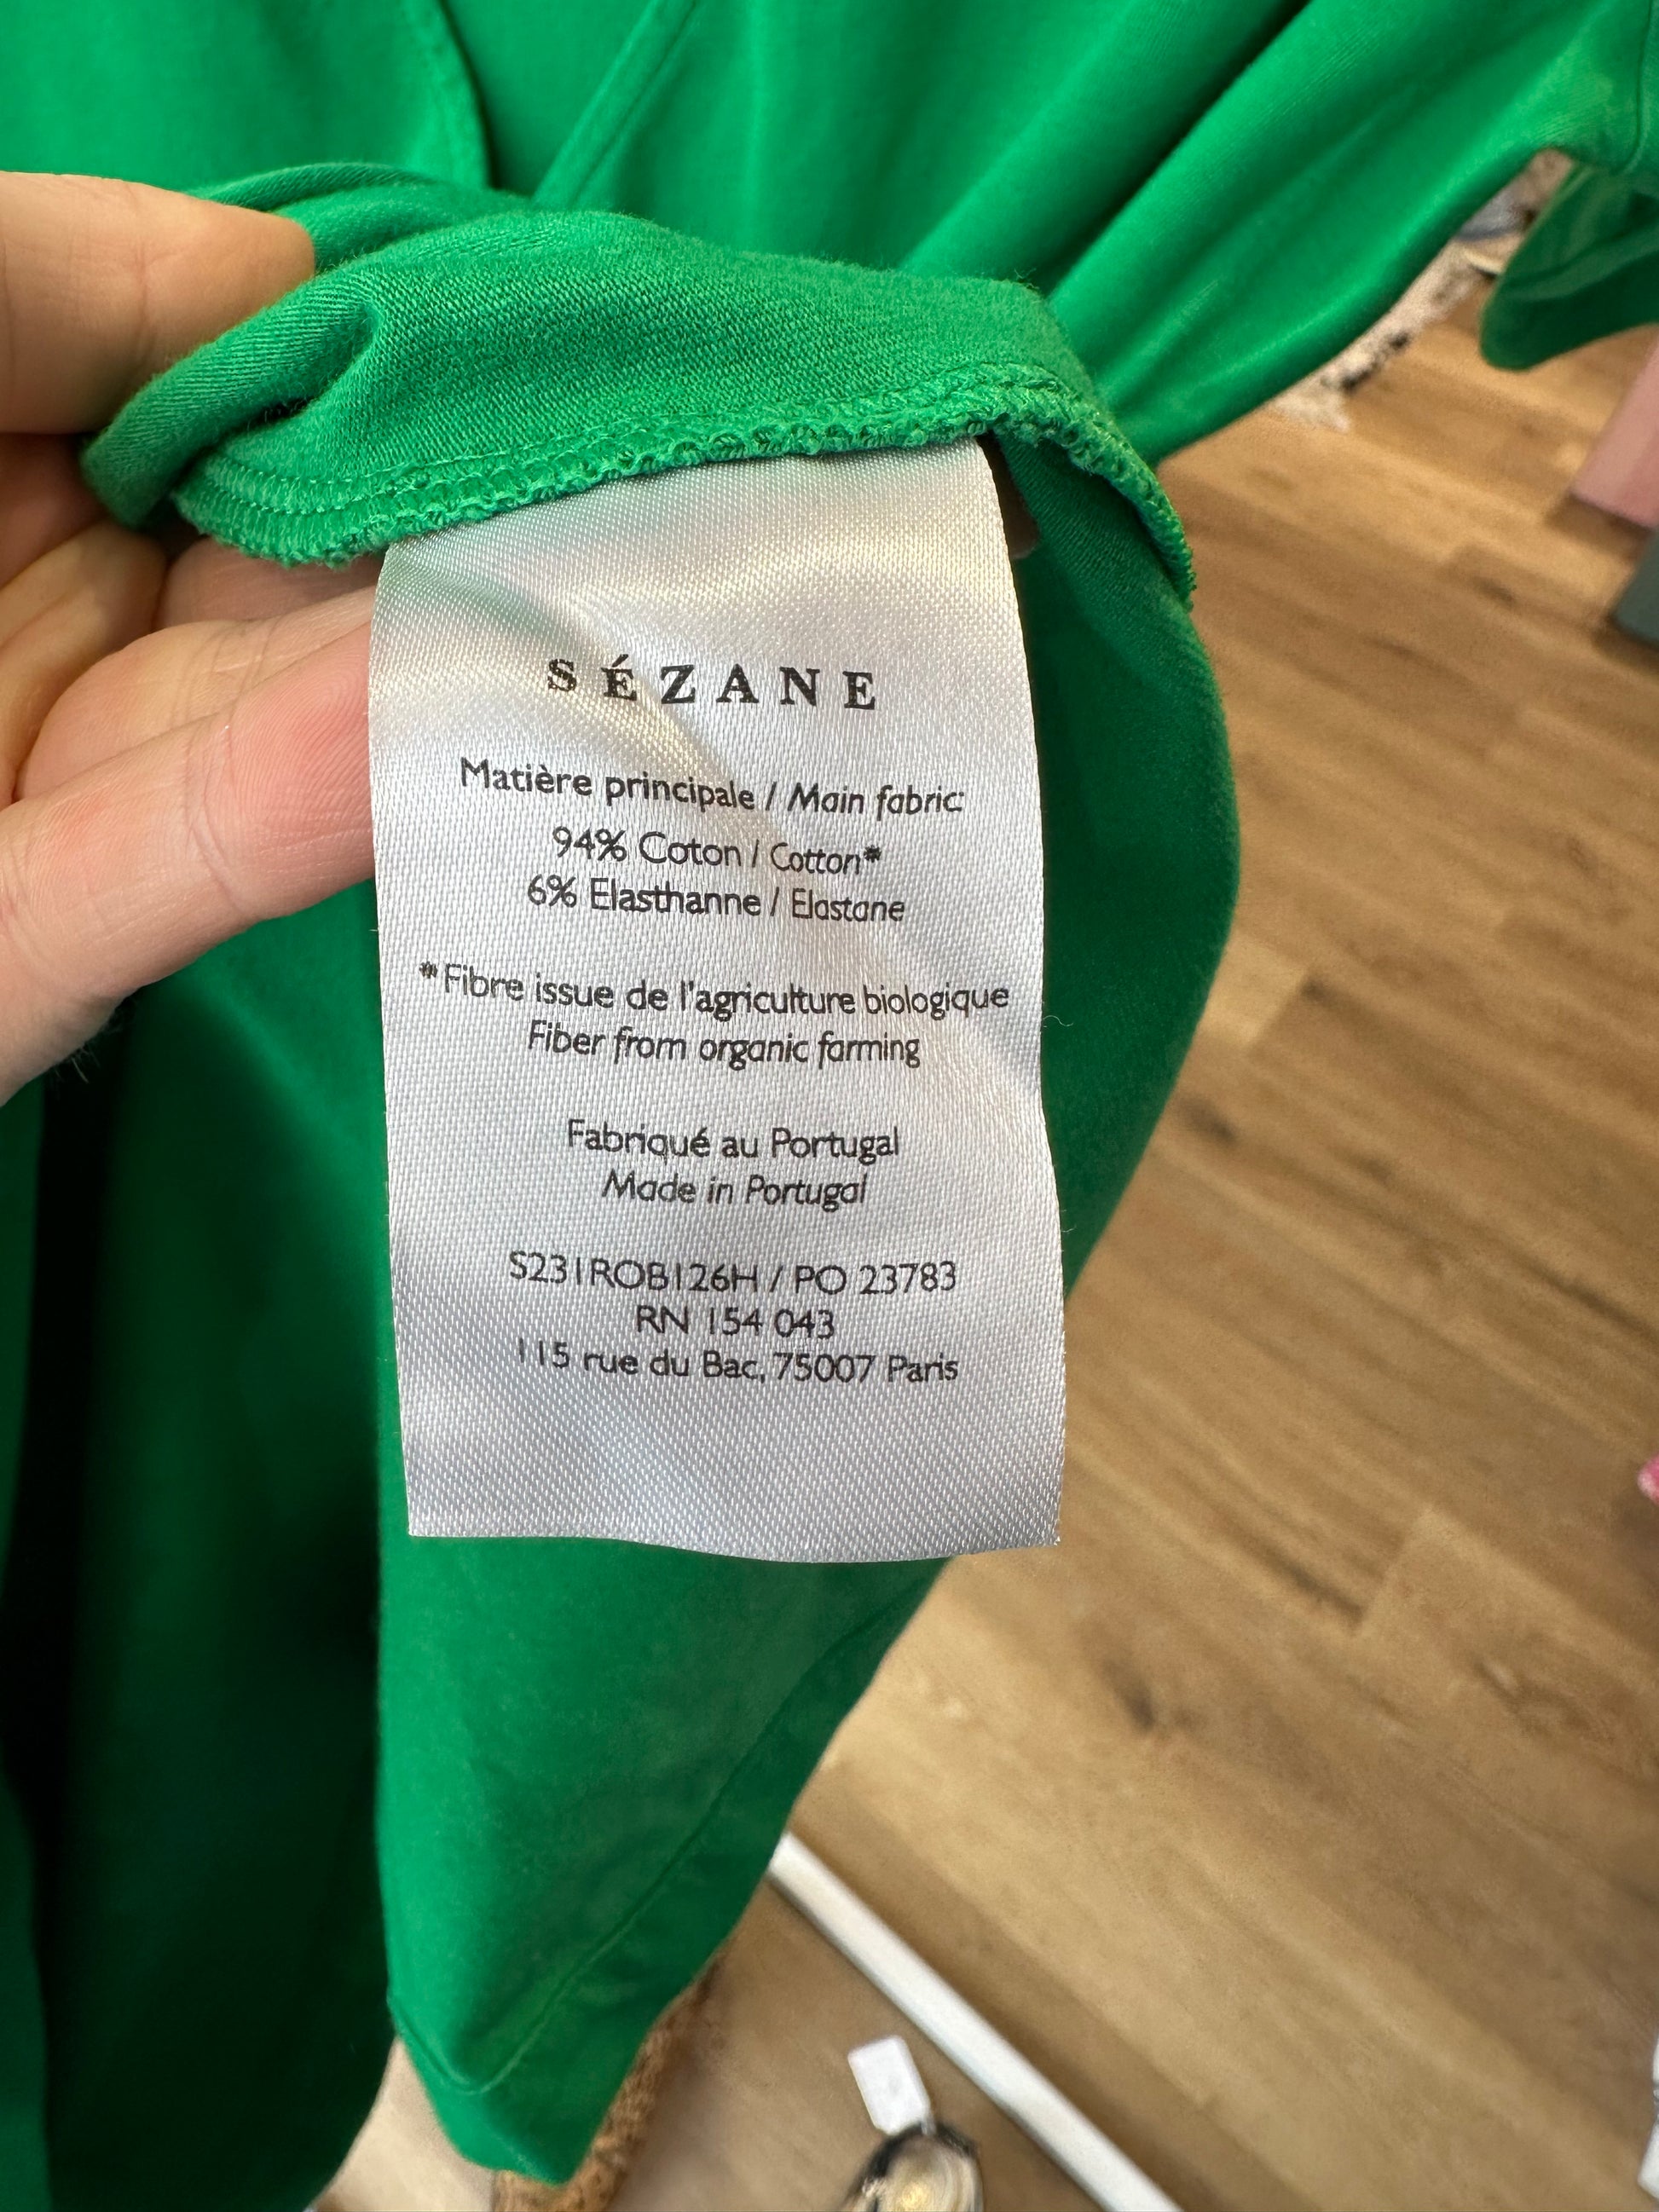 SÉZANE
Matière principale / Main fabric:
94% Coton / Cotton*
6% Elasthanne / Elastane
*Fibre issue de l'agriculture biologique
Fiber from organic farming
Fabriqué au Portugal
Made in Portugal
S231ROB126H / PO 23783
RN 154 043
115 rue du Bac, 75007 Paris